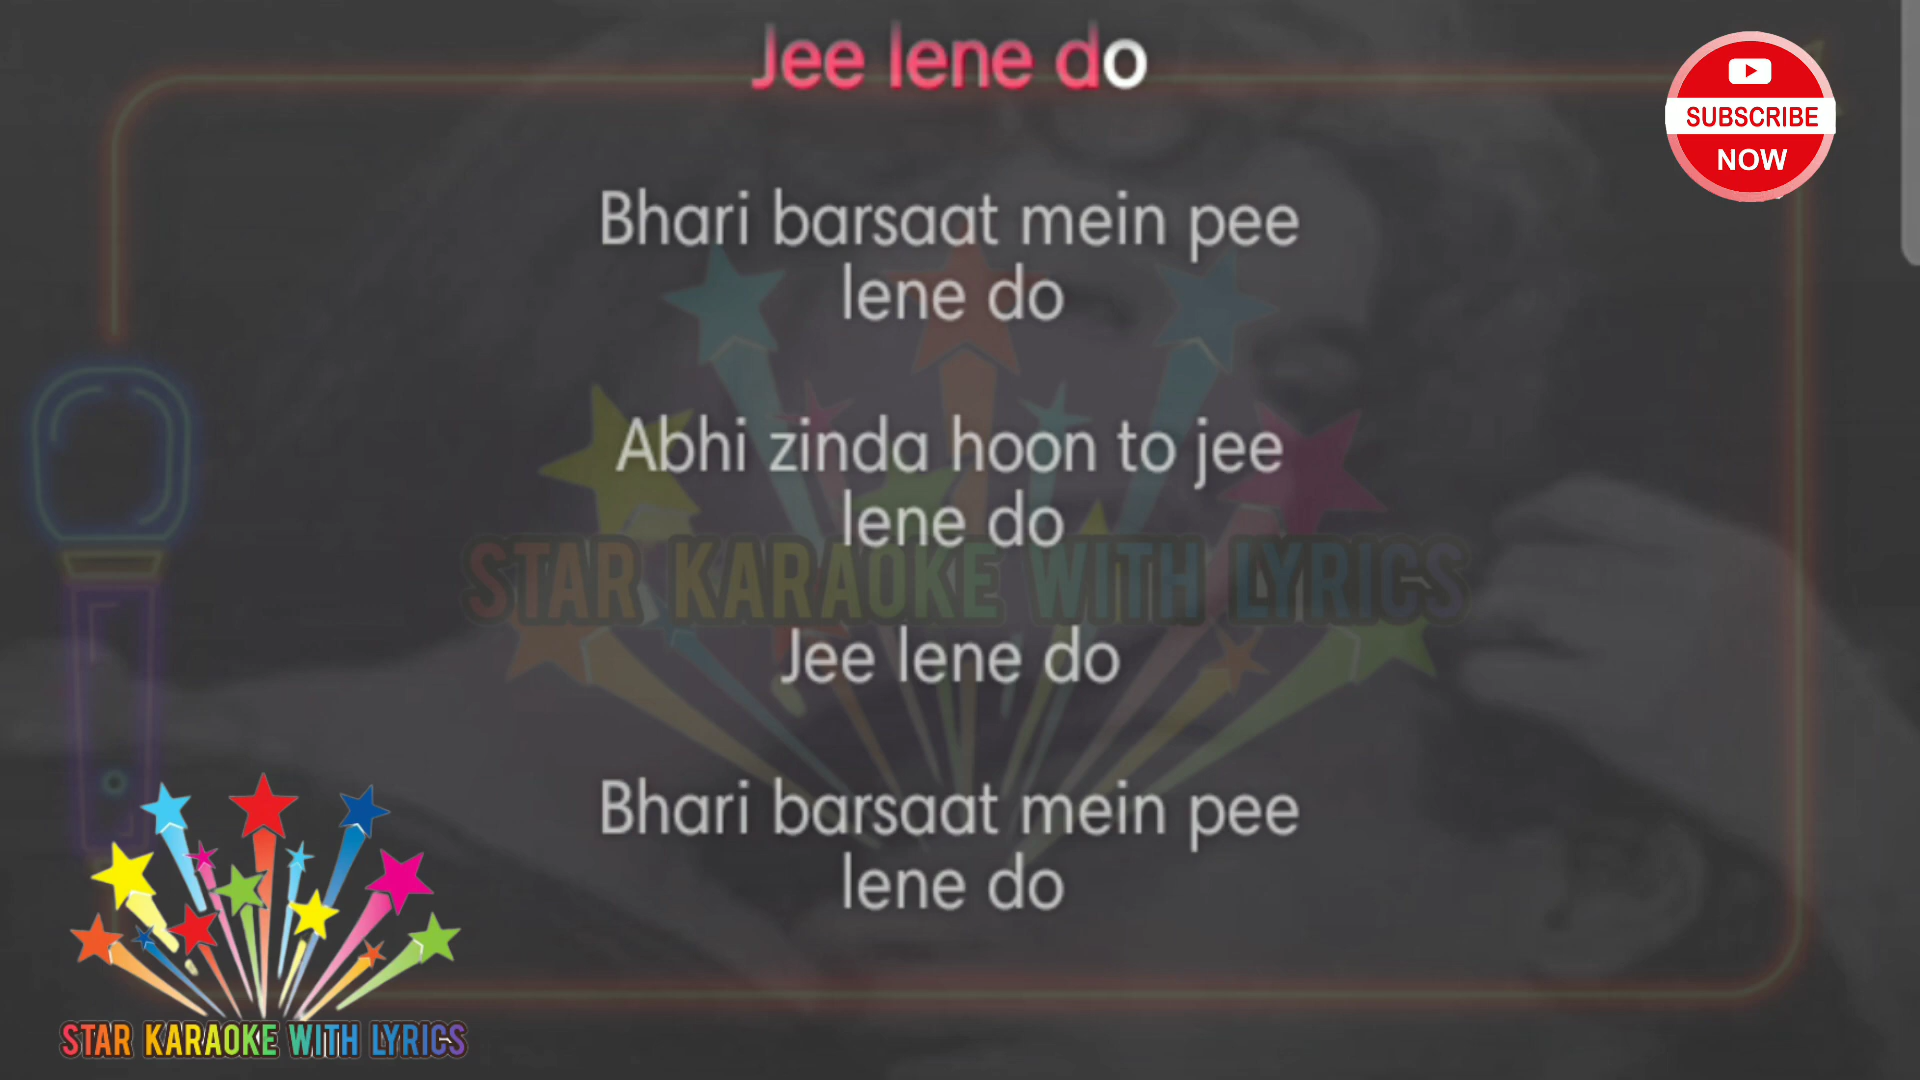 Jee lene do
SUBSCRIBE
NOW
Bhari barsaat mein pee
lene do
Abhi zinda hoon to jee
lene do
STAR KARAOKE WITH LYRICS
Jee lene do
Bhari barsaat mein pee
lene do
STAR KARAOKE WITH LYRICS